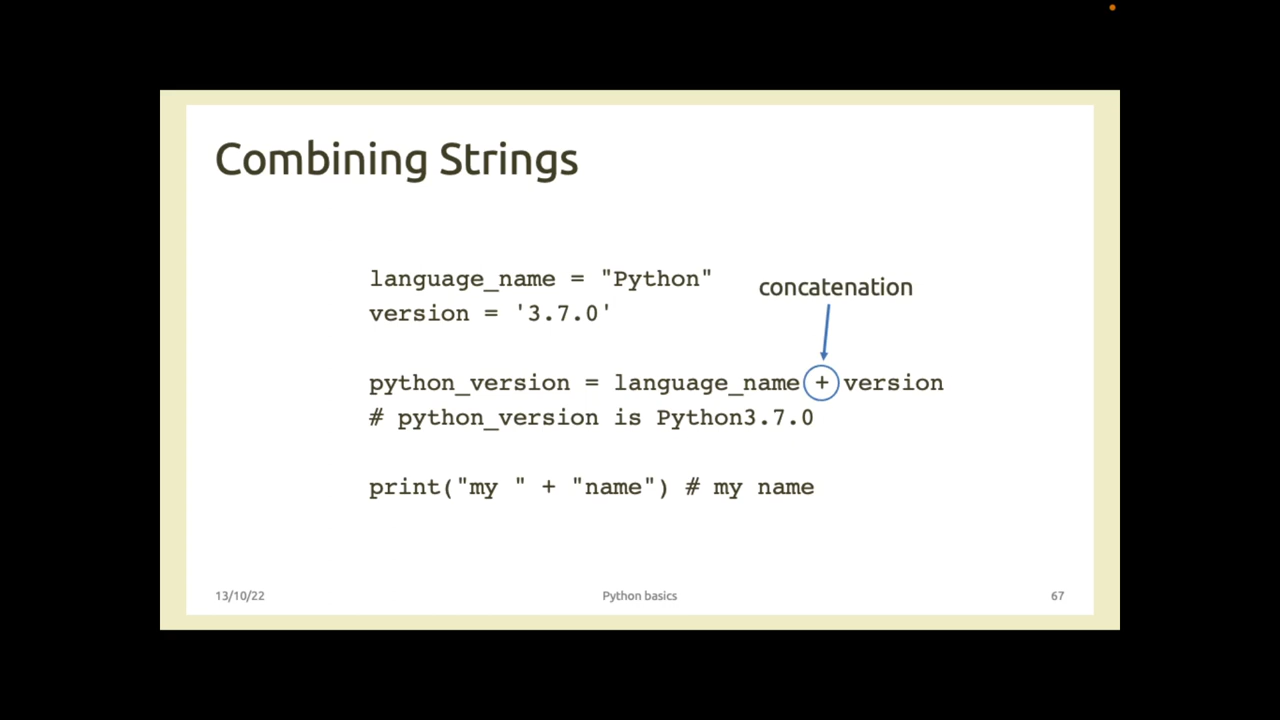 Combining Strings
language_name = "Python"
concatenation
version = '3.7.0'
python_version = language_name + version
# python_version is Python3.7.0
print("my " + "name") # my name
13/10/22
Python basics
67